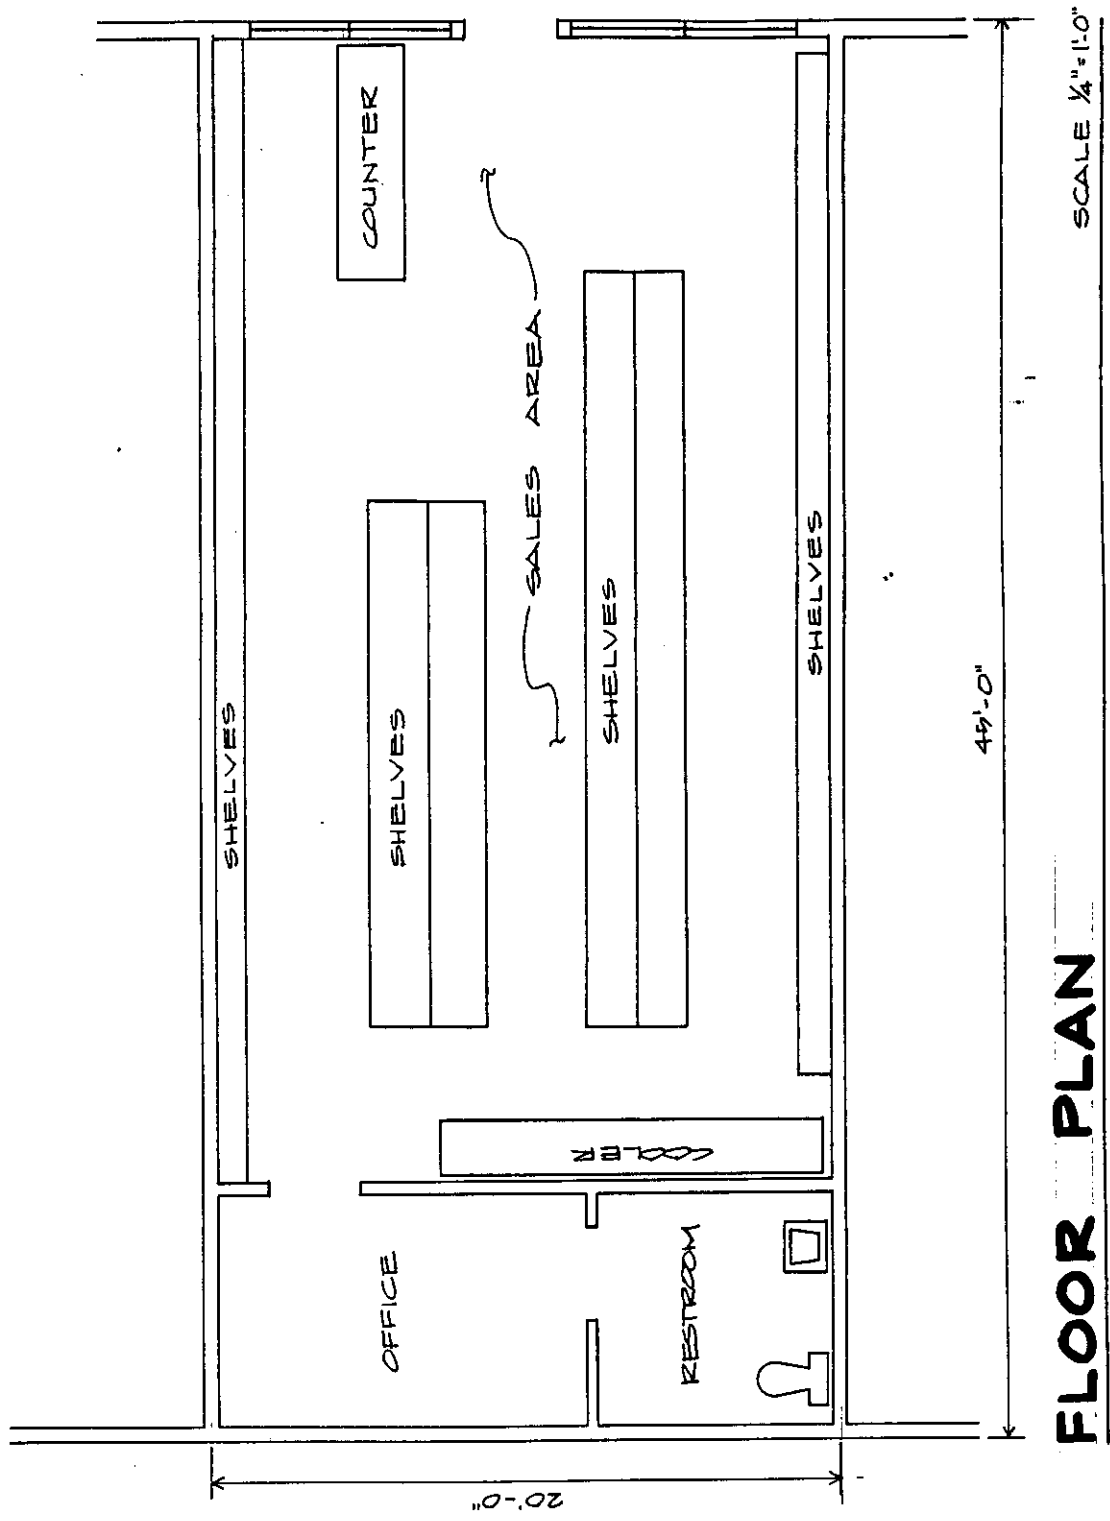 OFFICE
RESTROOM
COOLER
SHELVES
SHELVES
SHELVES
SHELVES
SALES AREA
COUNTER
20'-0"
45'-0"
FLOOR PLAN
SCALE ¼"=1'-0"